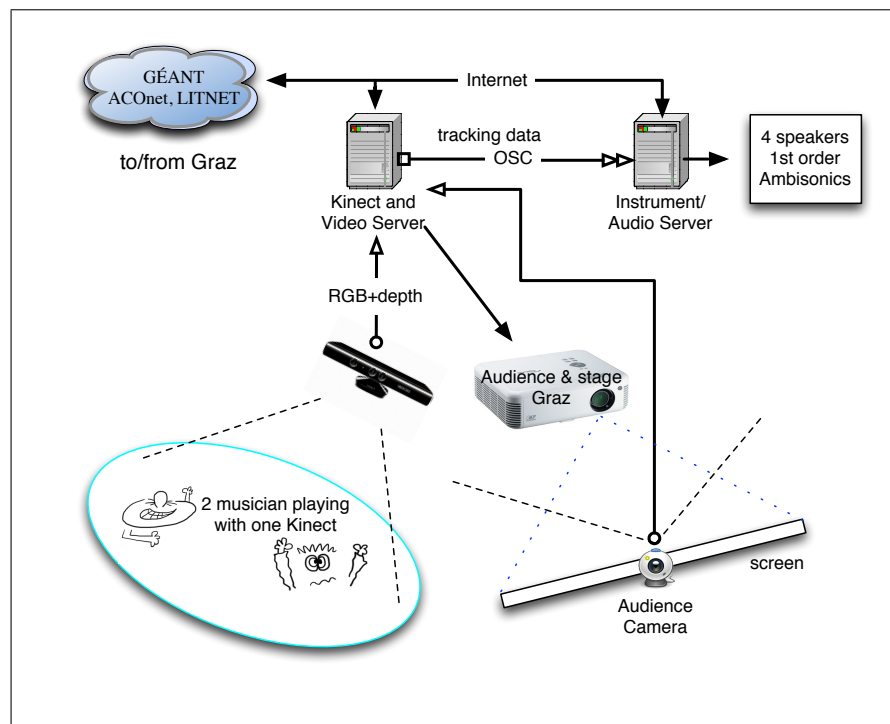 GÉANT
ACOnet, LITNET
to/from Graz
Internet
tracking data
OSC
Kinect and
Video Server
Instrument/
Audio Server
4 speakers
1st order
Ambisonics
RGB+depth
Audience & stage
Graz
2 musician playing
with one Kinect
screen
Audience
Camera